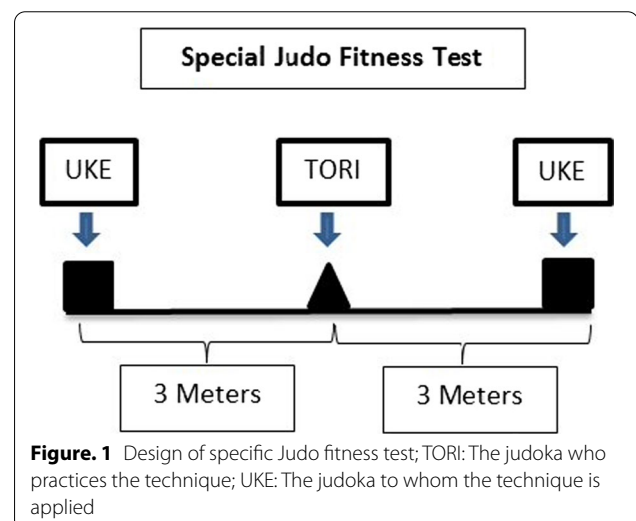 Special Judo Fitness Test
UKE TORI UKE
3 Meters 3 Meters
Figure. 1 Design of specific Judo fitness test; TORI: The judoka who
practices the technique; UKE: The judoka to whom the technique is
applied